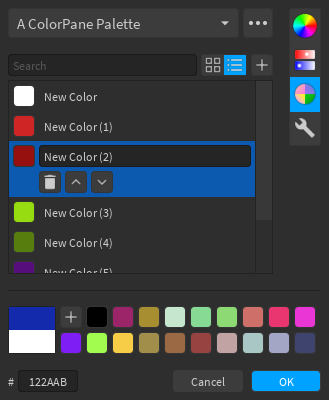 A ColorPane Palette
Search
New Color
New Color (1)
New Color (2)
New Color (3)
New Color (4)
New Color (5)
# 122AAB
Cancel
OK